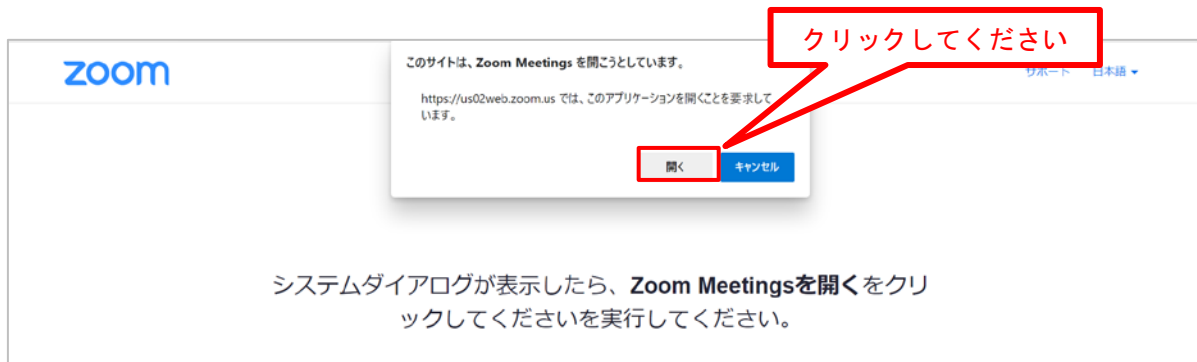 クリックしてください
zoom
このサイトは、Zoom Meetings を開こうとしています。
サポート 日本語
https://us02web.zoom.us では、このアプリケーションを開くことを要求して
います。
開く キャンセル
システムダイアログが表示したら、Zoom Meetingsを開くをクリ
ックしてくださいを実行してください。